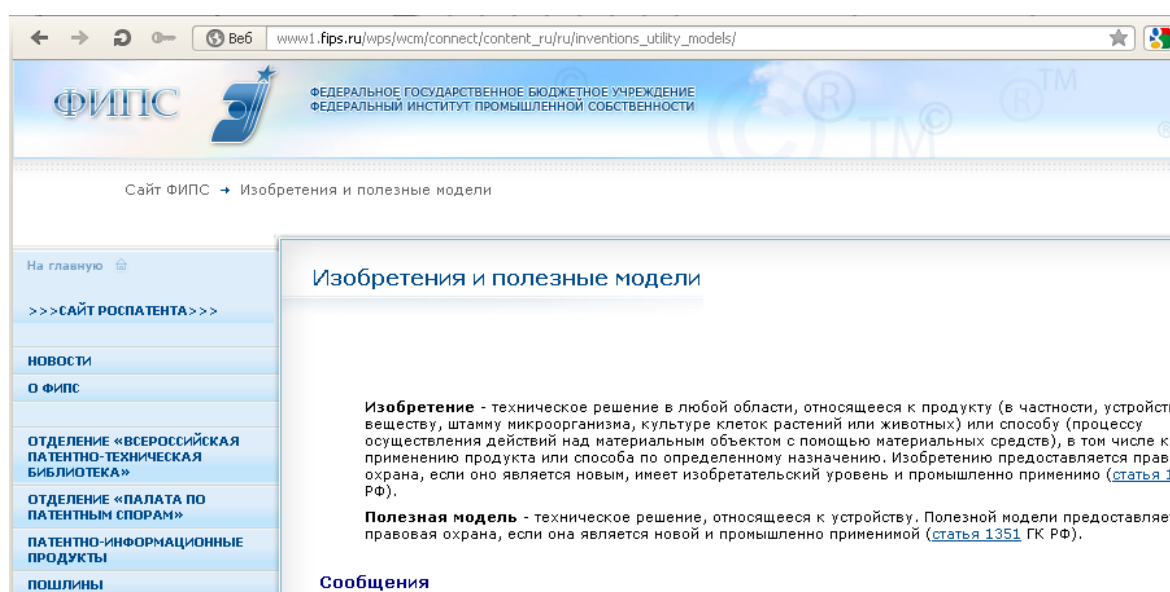 Веб www1.fips.ru/wps/wcm/connect/content_ru/ru/inventions_utility_models/
ФИПС
ФЕДЕРАЛЬНОЕ ГОСУДАРСТВЕННОЕ БЮДЖЕТНОЕ УЧРЕЖДЕНИЕ
ФЕДЕРАЛЬНЫЙ ИНСТИТУТ ПРОМЫШЛЕННОЙ СОБСТВЕННОСТИ
© ® TM © ® TM ®
Сайт ФИПС → Изобретения и полезные модели
На главную
>>>САЙТ РОСПАТЕНТА>>>
НОВОСТИ
О ФИПС
ОТДЕЛЕНИЕ «ВСЕРОССИЙСКАЯ
ПАТЕНТНО-ТЕХНИЧЕСКАЯ
БИБЛИОТЕКА»
ОТДЕЛЕНИЕ «ПАЛАТА ПО
ПАТЕНТНЫМ СПОРАМ»
ПАТЕНТНО-ИНФОРМАЦИОННЫЕ
ПРОДУКТЫ
ПОШЛИНЫ
Изобретения и полезные модели
Изобретение - техническое решение в любой области, относящееся к продукту (в частности, устройст
веществу, штамму микроорганизма, культуре клеток растений или животных) или способу (процессу
осуществления действий над материальным объектом с помощью материальных средств), в том числе к
применению продукта или способа по определенному назначению. Изобретению предоставляется прав
охрана, если оно является новым, имеет изобретательский уровень и промышленно применимо (статья 1
РФ).
Полезная модель - техническое решение, относящееся к устройству. Полезной модели предоставляе
правовая охрана, если она является новой и промышленно применимой (статья 1351 ГК РФ).
Сообщения